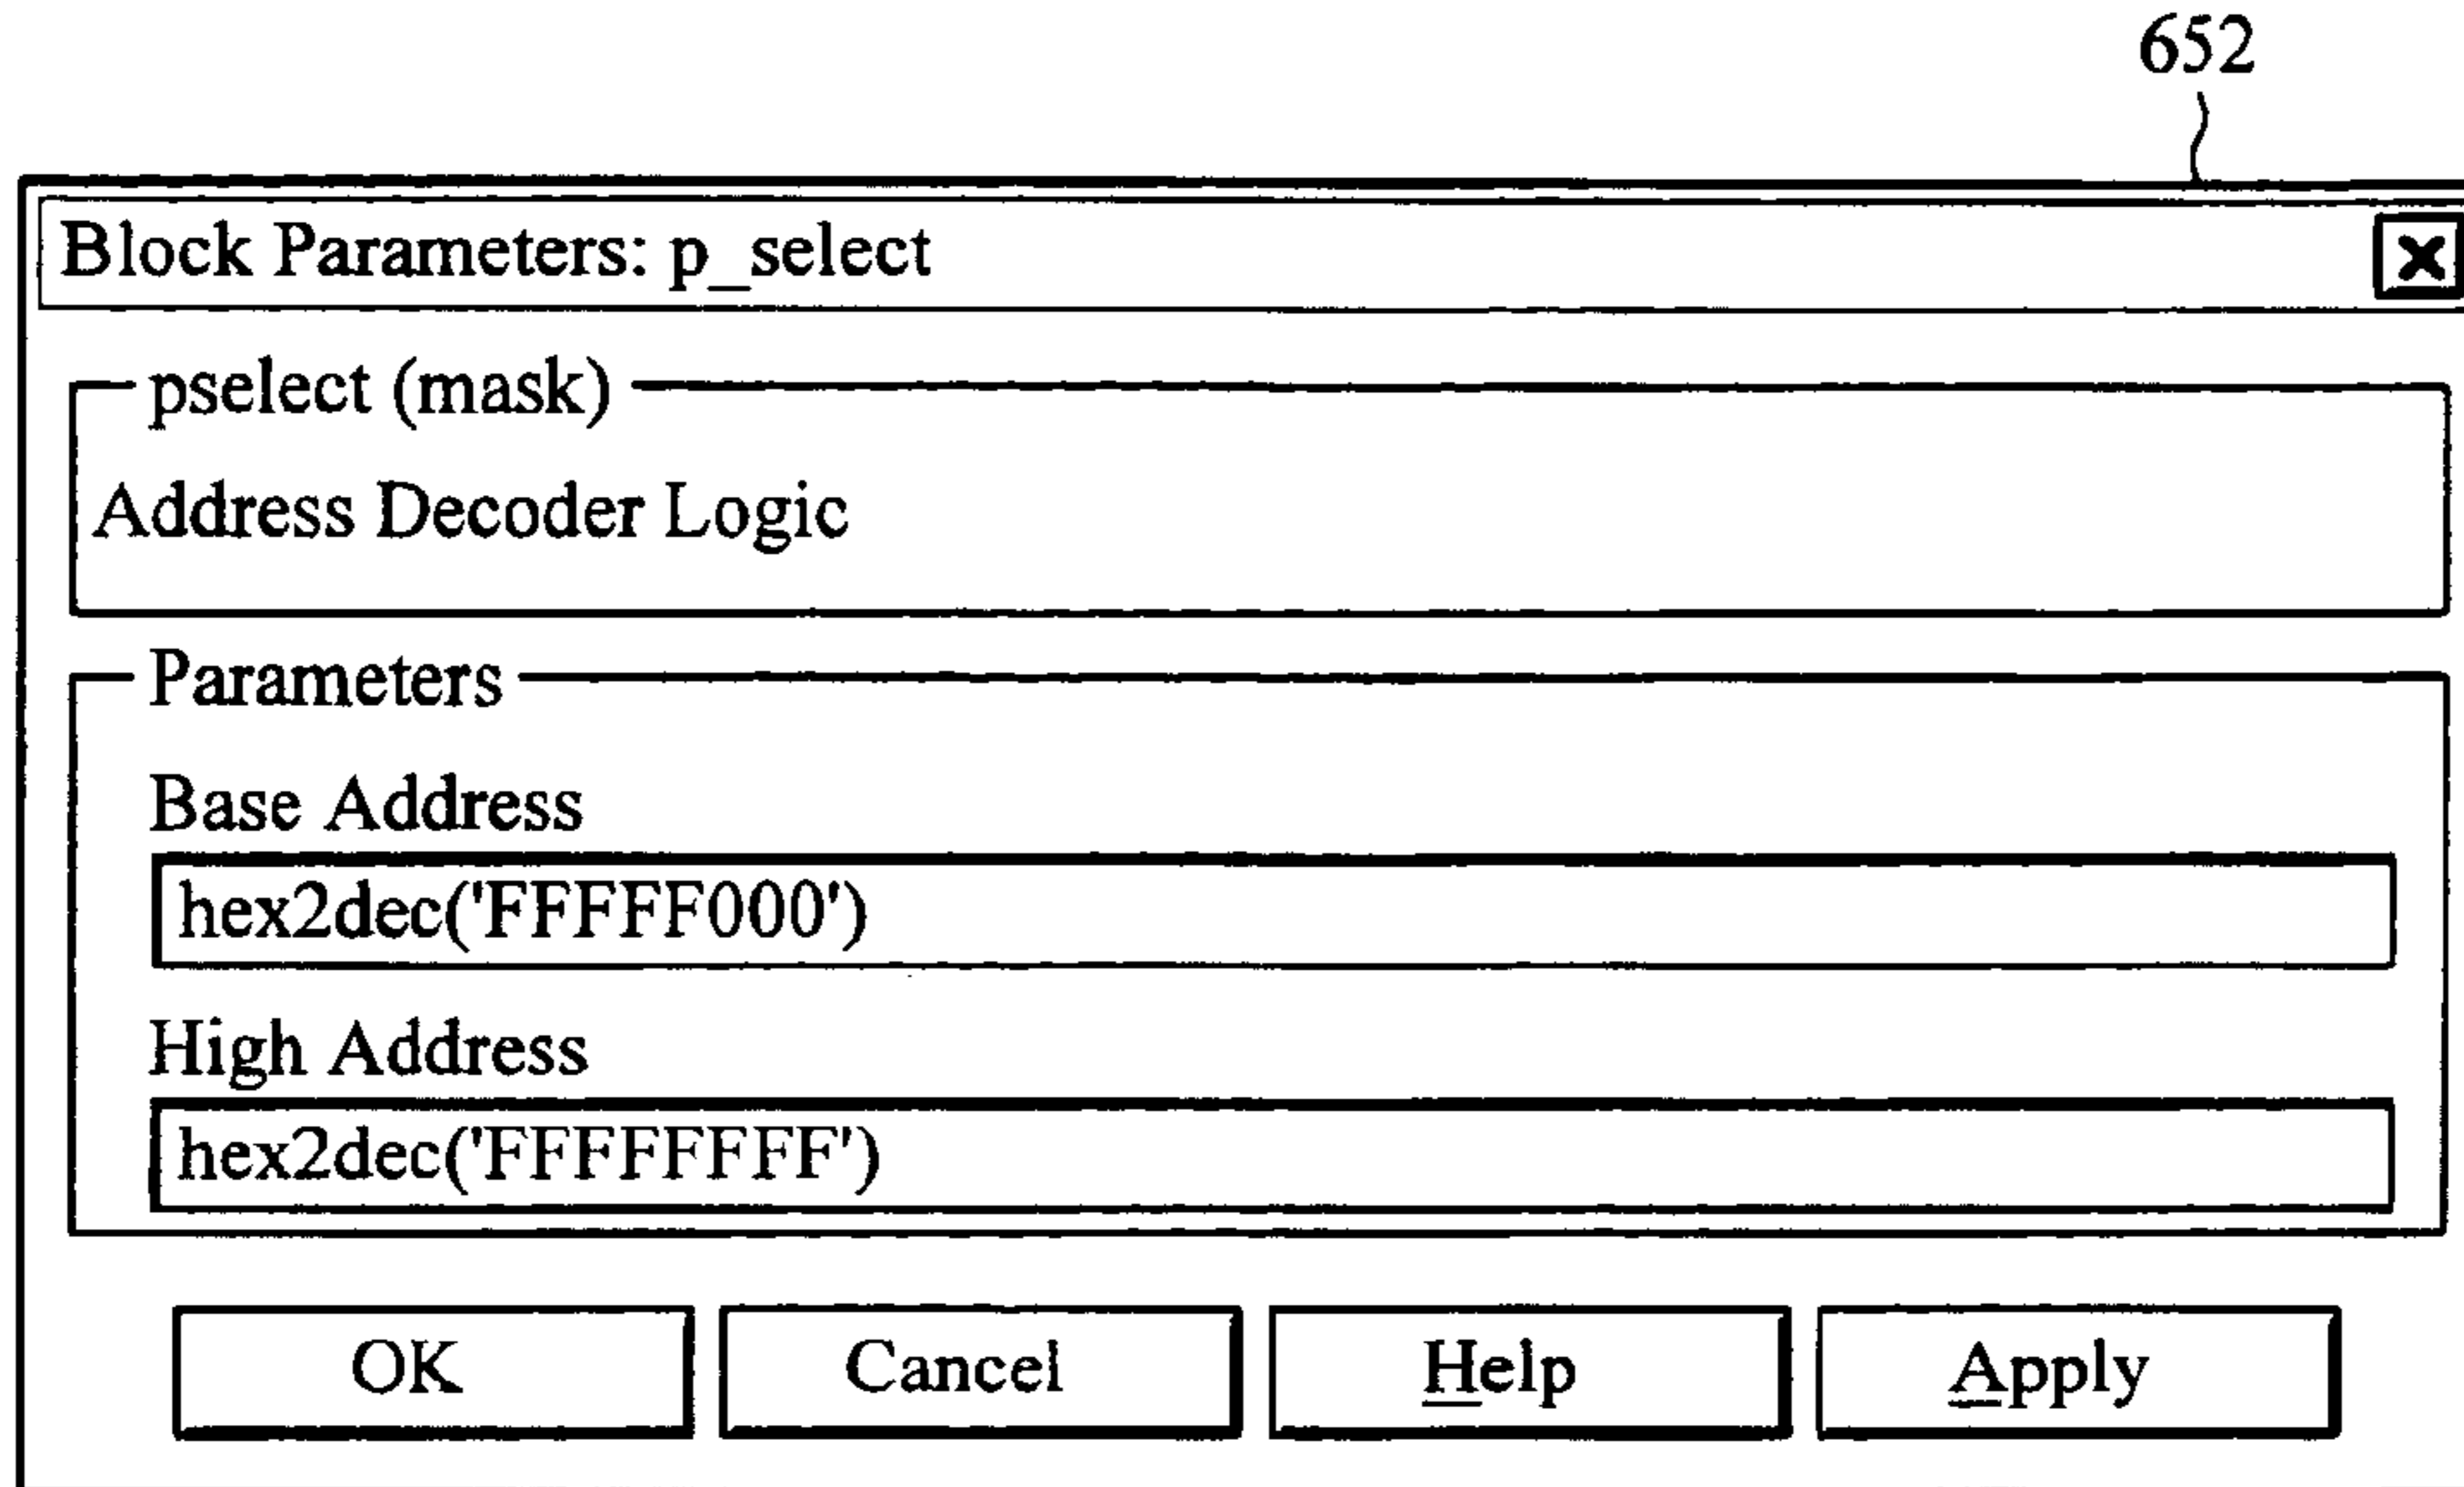 652
Block Parameters: p_select
pselect (mask)
Address Decoder Logic
Parameters
Base Address
hex2dec('FFFFF000')
High Address
hex2dec('FFFFFFFF')
OK Cancel Help Apply